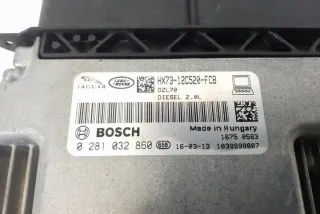 JAGUAR LAND ROVER HX73-12C520-FCB
DZL70
DIESEL 2.0L
BOSCH Made in Hungary
1675 0563
0 281 032 860 16-03-13 1039S98607